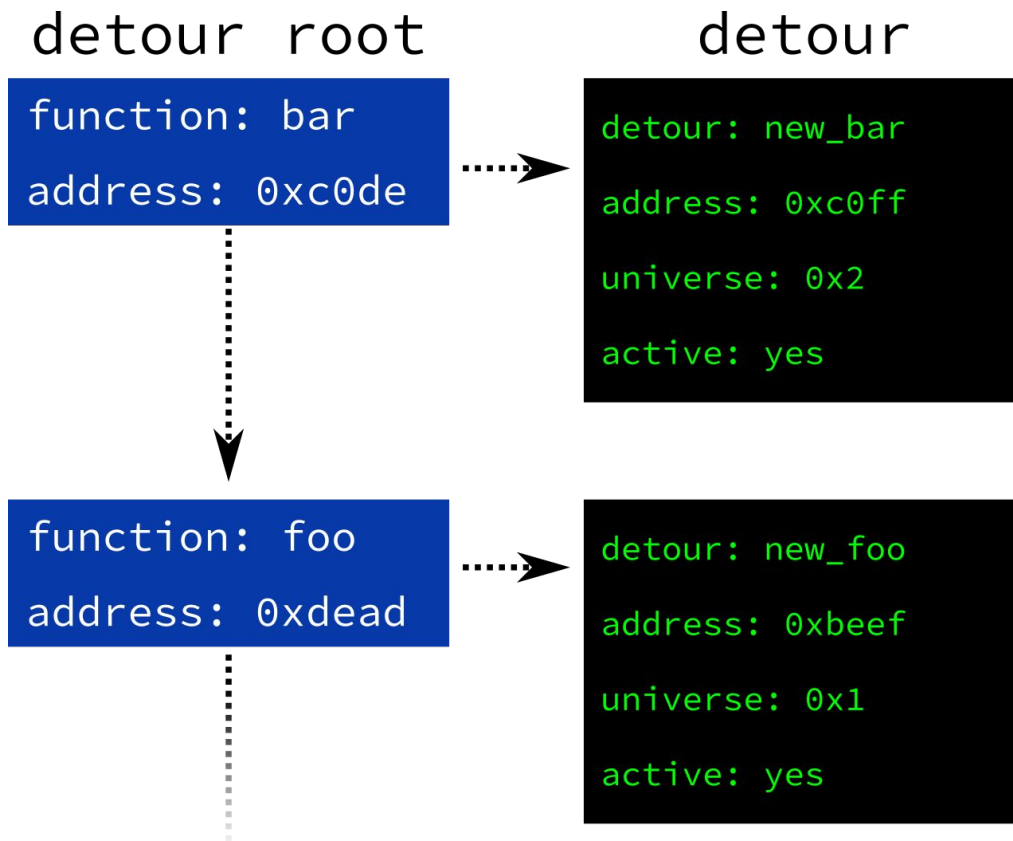 detour root
detour
function: bar
address: 0xc0de
detour: new_bar
address: 0xc0ff
universe: 0x2
active: yes
function: foo
address: 0xdead
detour: new_foo
address: 0xbeef
universe: 0x1
active: yes